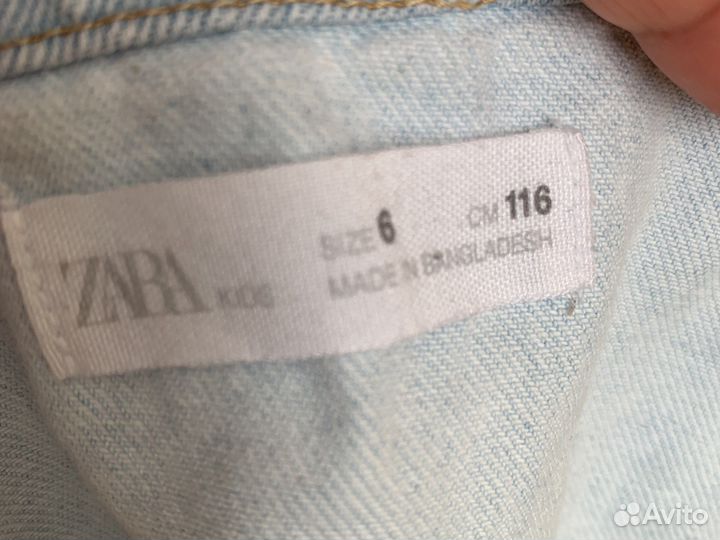 ZARA KIDS
SIZE 6 CM 116
MADE IN BANGLADESH
Avito